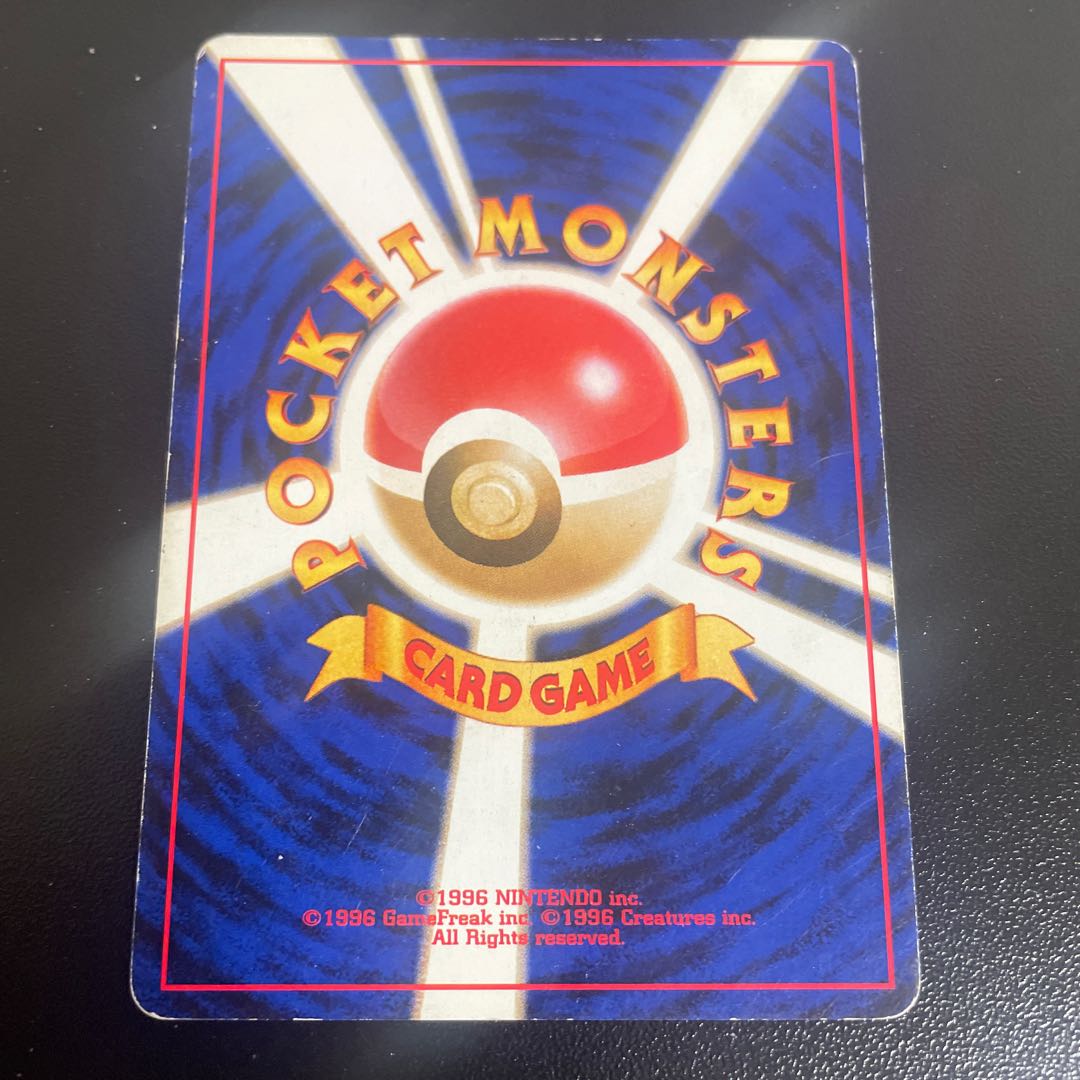 POCKET MONSTERS
CARD GAME
©1996 NINTENDO inc.
©1996 GameFreak inc. ©1996 Creatures inc.
All Rights reserved.